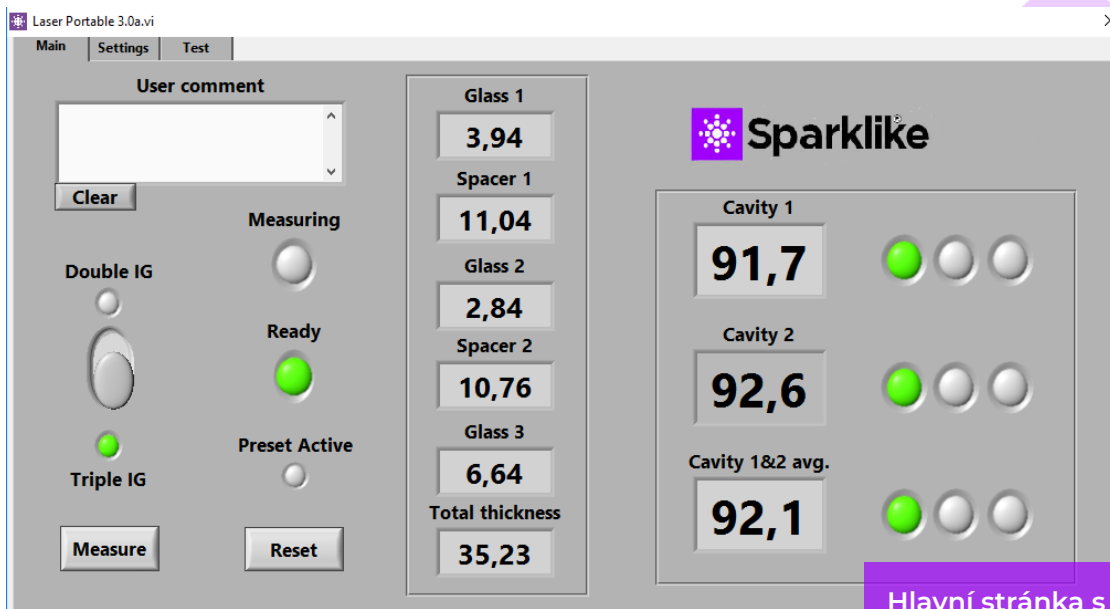 Laser Portable 3.0a.vi
Main Settings Test
User comment
Clear
Measuring
Double IG
Ready
Preset Active
Triple IG
Measure
Reset
Glass 1
3,94
Spacer 1
11,04
Glass 2
2,84
Spacer 2
10,76
Glass 3
6,64
Total thickness
35,23
Sparklike
Cavity 1
91,7
Cavity 2
92,6
Cavity 1&2 avg.
92,1
Hlavní stránka s